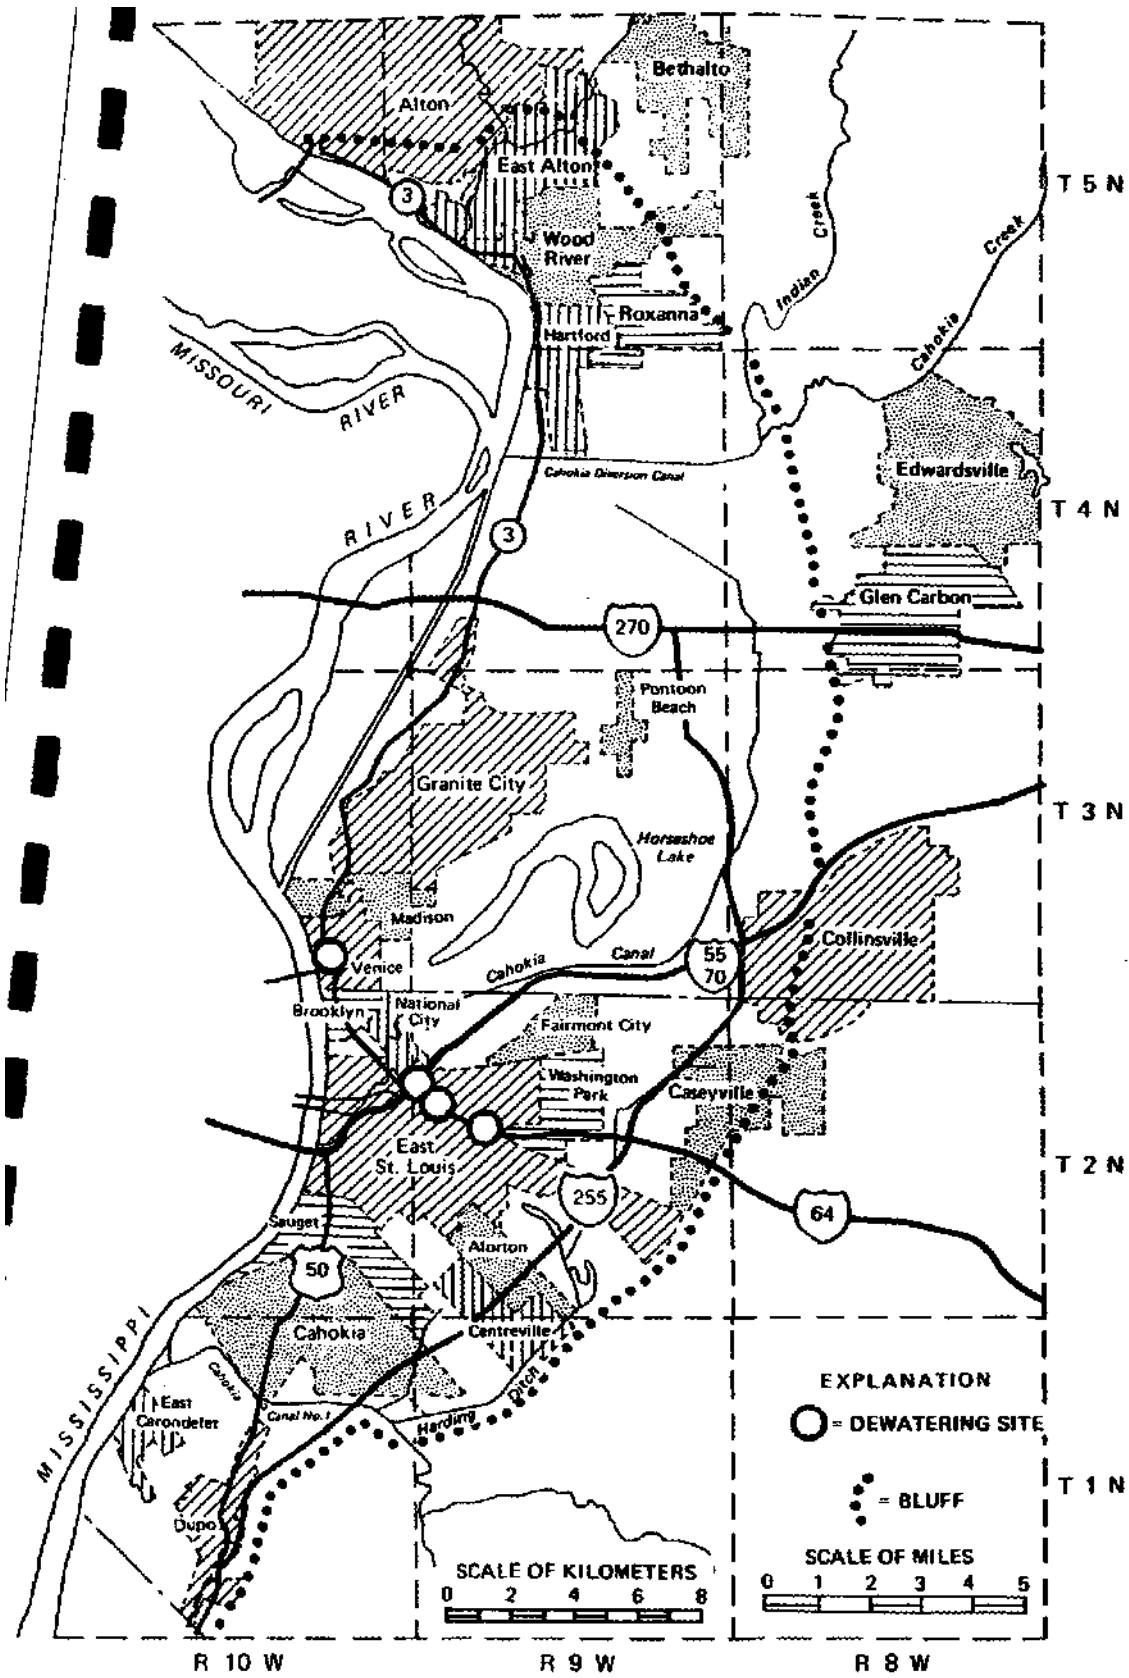 Bethalto
Alton
East Alton
T 5 N
3
Creek
Creek
Wood
River
Indian
Roxanna
Hartford
Cahokia
MISSOURI
RIVER
Edwardsville
Cahokia Diversion Canal
RIVER
T 4 N
3
Glen Carbon
270
Pontoon
Beach
Granite City
T 3 N
Horseshoe
Lake
Madison
Collinsville
Canal
55
70
Cahokia
Venice
National
City
Brooklyn
Fairmont City
Washington
Park
Caseyville
East
St. Louis
T 2 N
255
64
Sauget
Alorton
50
MISSISSIPPI
Cahokia
Centreville
Cahokia
Ditch
EXPLANATION
East
Carondelet
Canal No. 1
Harding
= DEWATERING SITE
T 1 N
= BLUFF
Dupo
SCALE OF KILOMETERS
0 2 4 6 8
SCALE OF MILES
0 1 2 3 4 5
R 10 W
R 9 W
R 8 W